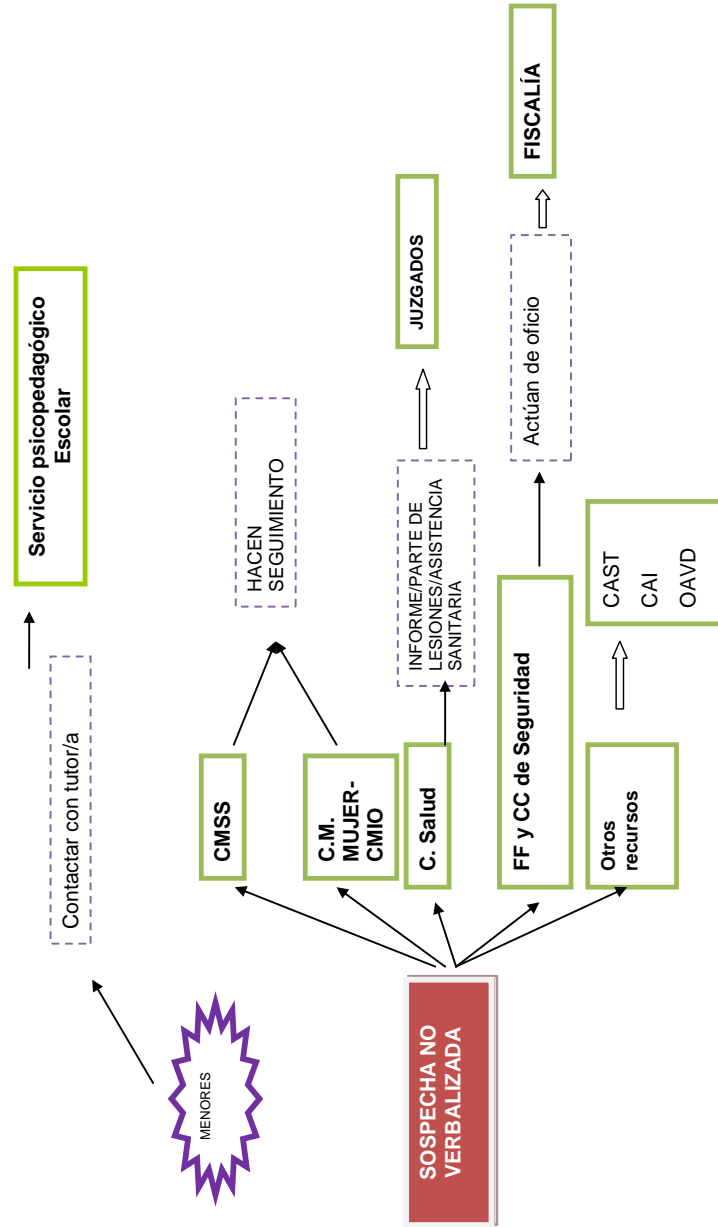 MENORES
Contactar con tutor/a
Servicio psicopedagógico
Escolar
SOSPECHA NO
VERBALIZADA
CMSS
C.M.
MUJER-
CMIO
HACEN
SEGUIMIENTO
C. Salud
INFORME/PARTE DE
LESIONES/ASISTENCIA
SANITARIA
JUZGADOS
FF y CC de Seguridad
Actúan de oficio
FISCALÍA
Otros
recursos
CAST
CAI
OAVD